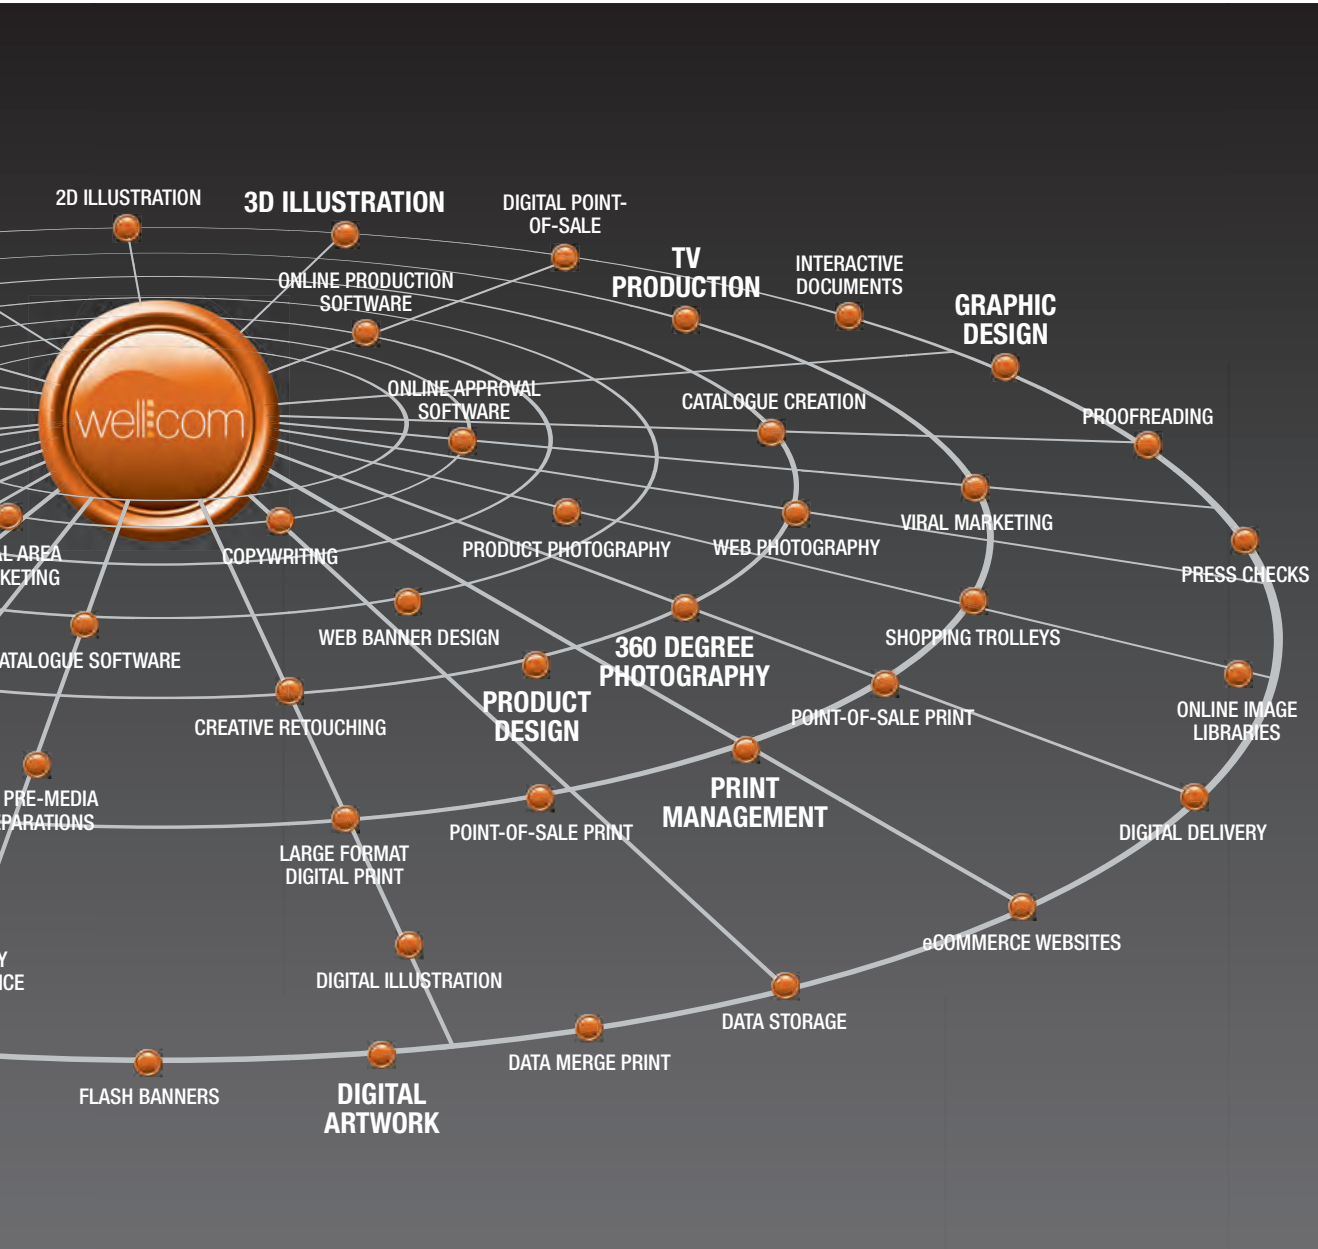 2D ILLUSTRATION
3D ILLUSTRATION
DIGITAL POINT-
OF-SALE
TV
PRODUCTION
INTERACTIVE
DOCUMENTS
GRAPHIC
DESIGN
ONLINE PRODUCTION
SOFTWARE
ONLINE APPROVAL
SOFTWARE
CATALOGUE CREATION
PROOFREADING
wellcom
VIRAL MARKETING
AL AREA
KETING
COPYWRITING
PRODUCT PHOTOGRAPHY
WEB PHOTOGRAPHY
PRESS CHECKS
WEB BANNER DESIGN
360 DEGREE
PHOTOGRAPHY
SHOPPING TROLLEYS
ATALOGUE SOFTWARE
PRODUCT
DESIGN
CREATIVE RETOUCHING
POINT-OF-SALE PRINT
ONLINE IMAGE
LIBRARIES
PRE-MEDIA
EPARATIONS
PRINT
MANAGEMENT
POINT-OF-SALE PRINT
DIGITAL DELIVERY
LARGE FORMAT
DIGITAL PRINT
Y
ICE
DIGITAL ILLUSTRATION
eCOMMERCE WEBSITES
DATA STORAGE
DATA MERGE PRINT
FLASH BANNERS
DIGITAL
ARTWORK